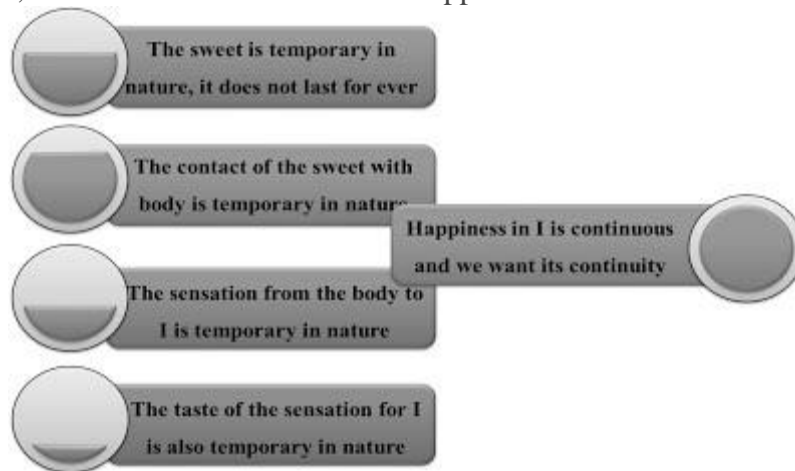 The sweet is temporary in
nature, it does not last for ever
The contact of the sweet with
body is temporary in nature
Happiness in I is continuous
and we want its continuity
The sensation from the body to
I is temporary in nature
The taste of the sensation for I
is also temporary in nature